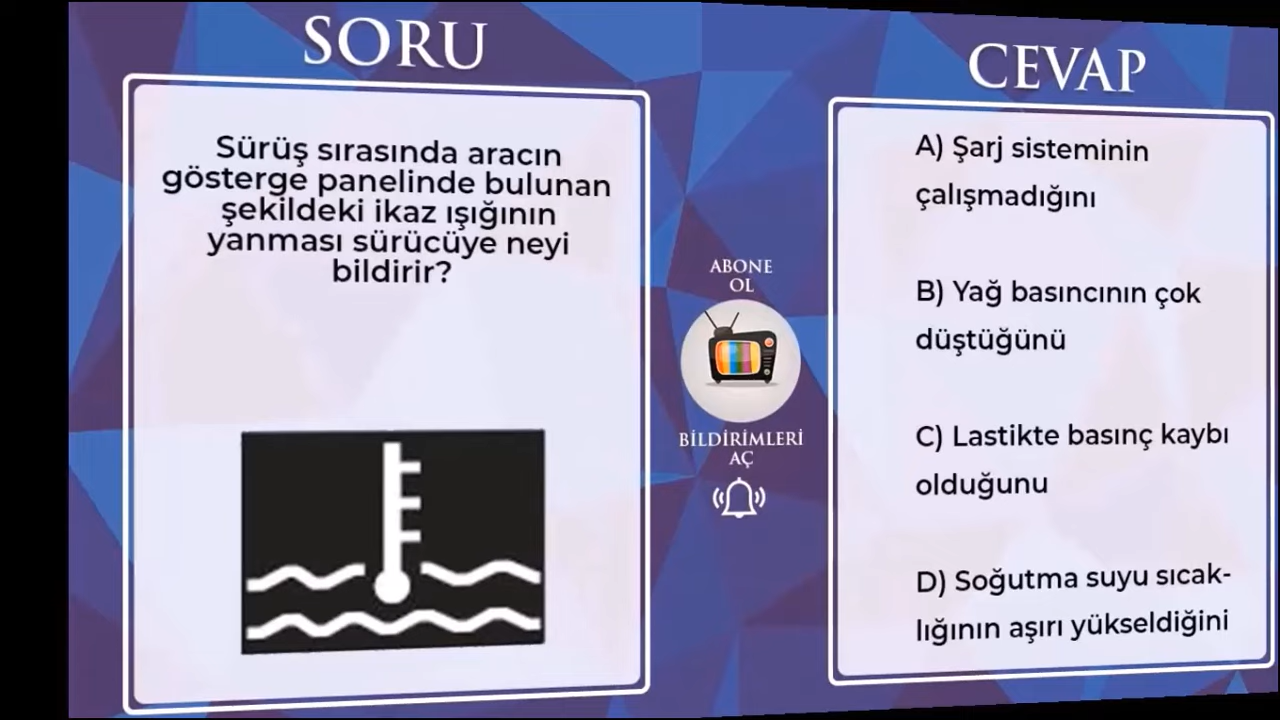 SORU
Sürüş sırasında aracın
gösterge panelinde bulunan
şekildeki ikaz ışığının
yanması sürücüye neyi
bildirir?
ABONE
OL
BİLDİRİMLERİ
AÇ
CEVAP
A) Şarj sisteminin
çalışmadığını
B) Yağ basıncının çok
düştüğünü
C) Lastikte basınç kaybı
olduğunu
D) Soğutma suyu sıcak-
lığının aşırı yükseldiğini